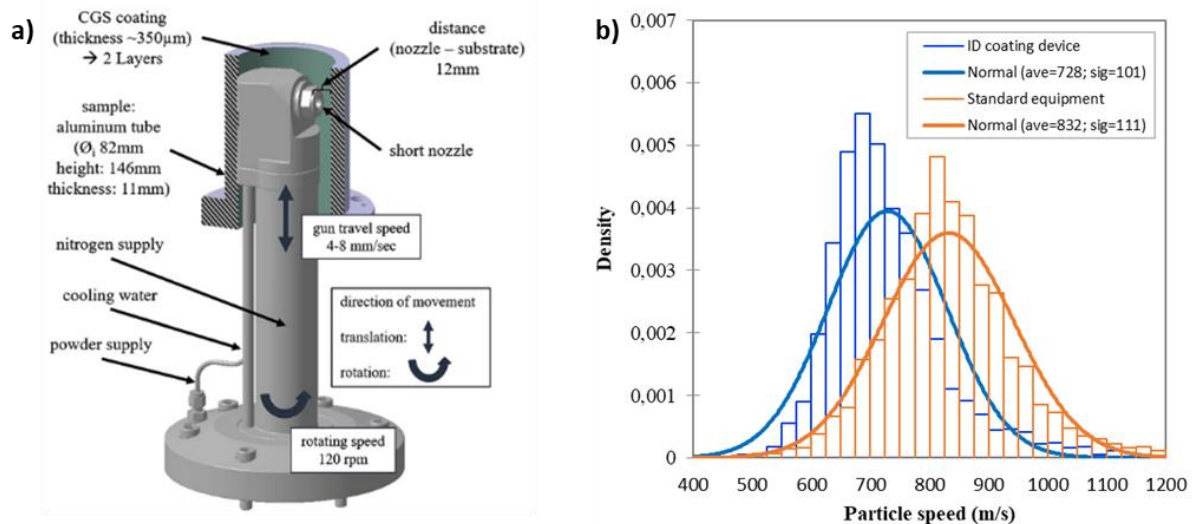 a)
CGS coating
(thickness ~350µm)
→ 2 Layers
distance
(nozzle – substrate)
12mm
sample:
aluminum tube
(Øi 82mm
height: 146mm
thickness: 11mm)
short nozzle
gun travel speed
4-8 mm/sec
nitrogen supply
cooling water
powder supply
direction of movement
translation:
rotation:
rotating speed
120 rpm
b)
0,007
0,006
0,005
0,004
0,003
0,002
0,001
0
Density
ID coating device
Normal (ave=728; sig=101)
Standard equipment
Normal (ave=832; sig=111)
400 500 600 700 800 900 1000 1100 1200
Particle speed (m/s)